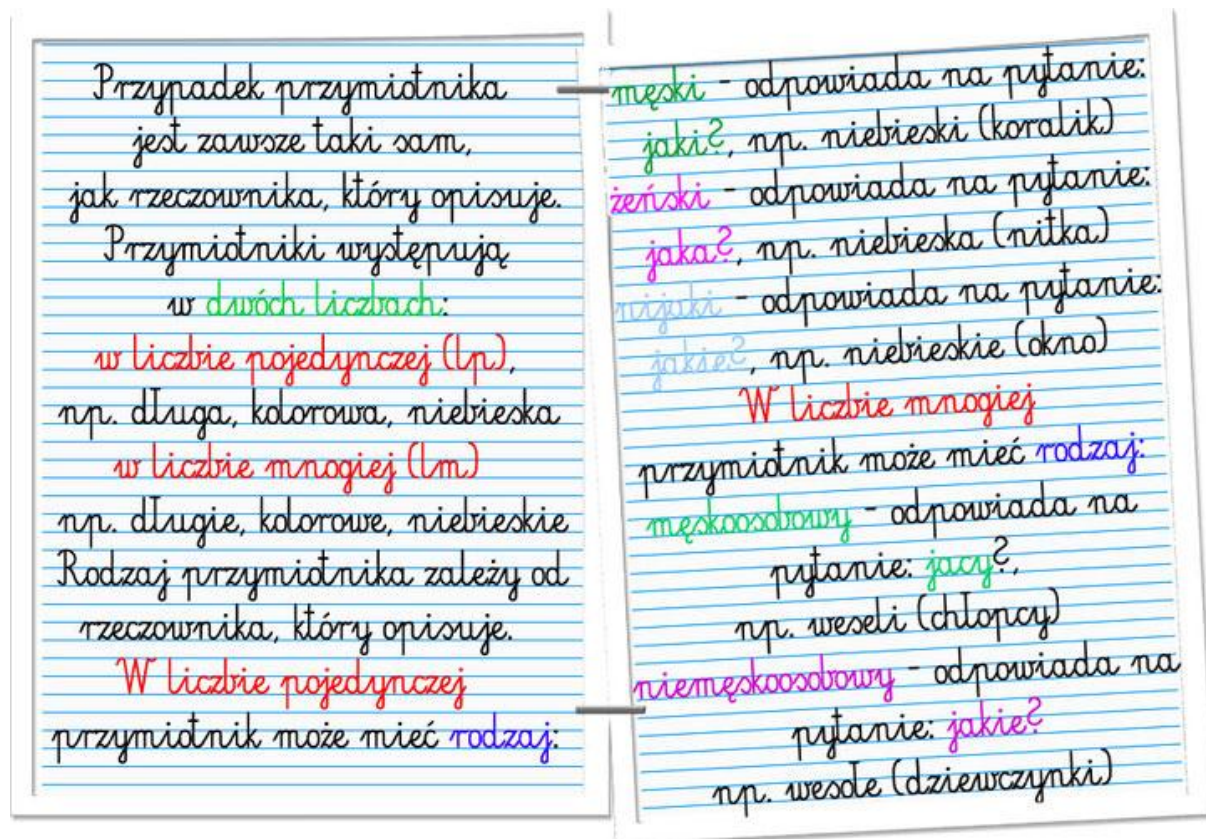 Przypadek przymiotnika
jest zawsze taki sam,
jak rzeczownika, który opisuje.
Przymiotniki występują
w dwóch liczbach:
w liczbie pojedynczej (lp),
np. długa, kolorowa, niebieska
w liczbie mnogiej (lm)
np. długie, kolorowe, niebieskie
Rodzaj przymiotnika zależy od
rzeczownika, który opisuje.
W liczbie pojedynczej
przymiotnik może mieć rodzaj:
męski - odpowiada na pytanie:
jaki?, np. niebieski (koralik)
żeński - odpowiada na pytanie:
jaka?, np. niebieska (nitka)
nijaki - odpowiada na pytanie:
jakie?, np. niebieskie (okno)
W liczbie mnogiej
przymiotnik może mieć rodzaj:
męskoosobowy - odpowiada na
pytanie: jacy?,
np. weseli (chłopcy)
niemęskoosobowy - odpowiada na
pytanie: jakie?
np. wesołe (dziewczynki)